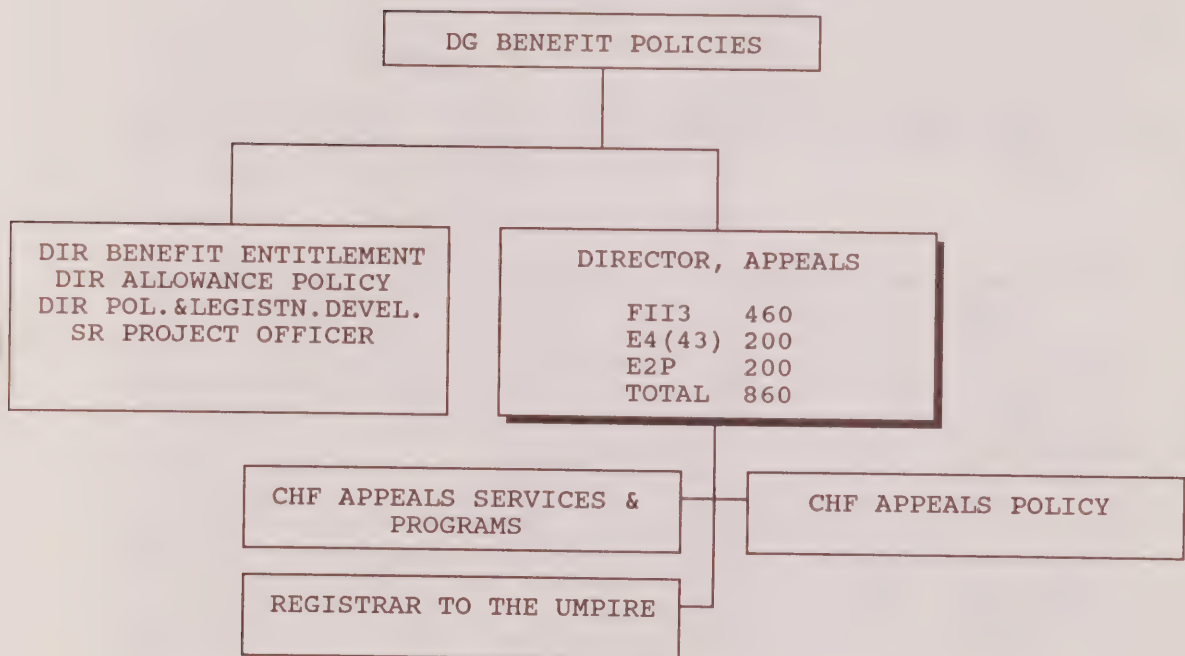 DG BENEFIT POLICIES
DIR BENEFIT ENTITLEMENT
DIR ALLOWANCE POLICY
DIR POL.&LEGISTN.DEVEL.
SR PROJECT OFFICER
DIRECTOR, APPEALS
FII3 460
E4(43) 200
E2P 200
TOTAL 860
CHF APPEALS SERVICES &
PROGRAMS
CHF APPEALS POLICY
REGISTRAR TO THE UMPIRE